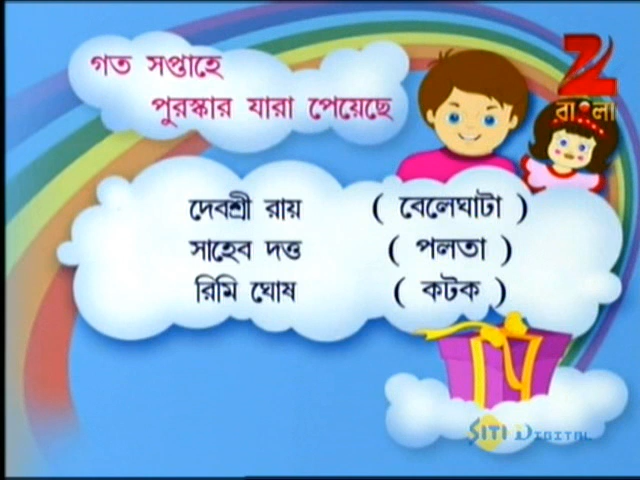 গত সপ্তাহে
পুরস্কার যারা পেয়েছে
Z
বাংলা
দেবশ্রী রায় ( বেলেঘাটা )
সাহেব দত্ত ( পলতা )
রিমি ঘোষ ( কটক )
SITI DIGITAL